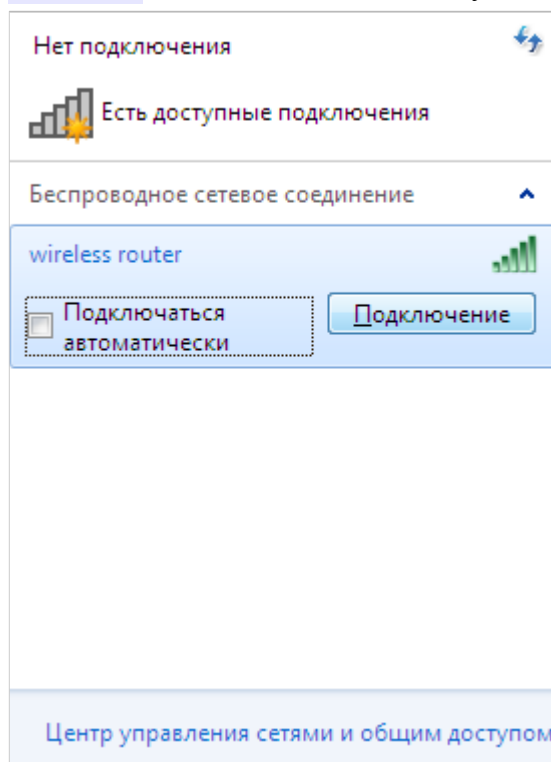 Нет подключения
Есть доступные подключения
Беспроводное сетевое соединение
wireless router
Подключаться
автоматически
Подключение
Центр управления сетями и общим доступом